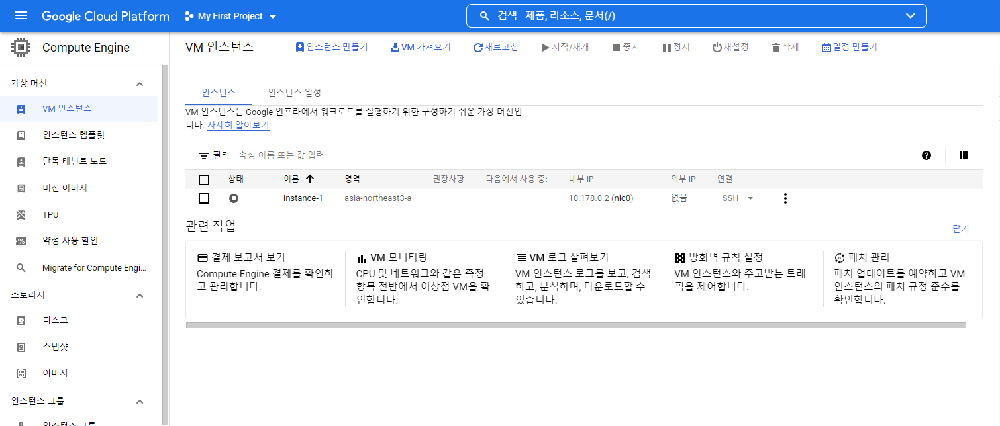 Google Cloud Platform
My First Project
검색 제품, 리소스, 문서(/)
Compute Engine
VM 인스턴스
인스턴스 만들기
VM 가져오기
새로고침
시작/재개
중지
정지
재설정
삭제
일정 만들기
가상 머신
VM 인스턴스
인스턴스 템플릿
단독 테넌트 노드
머신 이미지
TPU
약정 사용 할인
Migrate for Compute Engi...
스토리지
디스크
스냅샷
이미지
인스턴스 그룹
인스턴스 그룹
인스턴스
인스턴스 일정
VM 인스턴스는 Google 인프라에서 워크로드를 실행하기 위한 구성하기 쉬운 가상 머신입
니다. 자세히 알아보기
필터 속성 이름 또는 값 입력
상태 이름 영역 권장사항 다음에서 사용 중: 내부 IP 외부 IP 연결
instance-1 asia-northeast3-a 10.178.0.2 (nic0) 없음 SSH
관련 작업
닫기
결제 보고서 보기
Compute Engine 결제를 확인하
고 관리합니다.
VM 모니터링
CPU 및 네트워크와 같은 측정
항목 전반에서 이상점 VM을 확
인합니다.
VM 로그 살펴보기
VM 인스턴스 로그를 보고, 검색
하고, 분석하며, 다운로드할 수
있습니다.
방화벽 규칙 설정
VM 인스턴스와 주고받는 트래
픽을 제어합니다.
패치 관리
패치 업데이트를 예약하고 VM
인스턴스의 패치 규정 준수를
확인합니다.